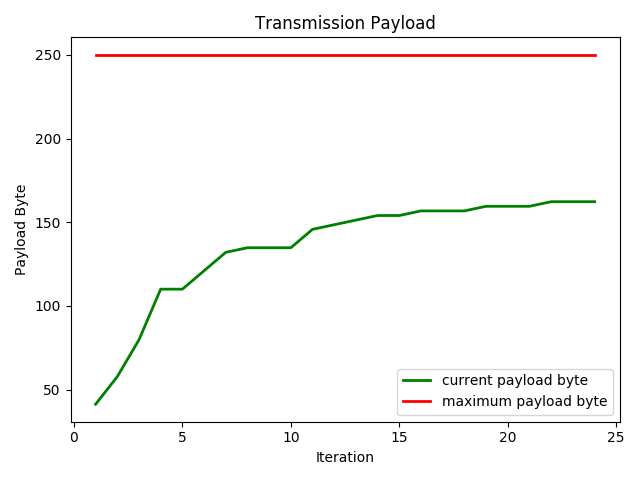 Transmission Payload
Payload Byte
250
200
150
100
50
0
5
10
15
20
25
Iteration
current payload byte
maximum payload byte